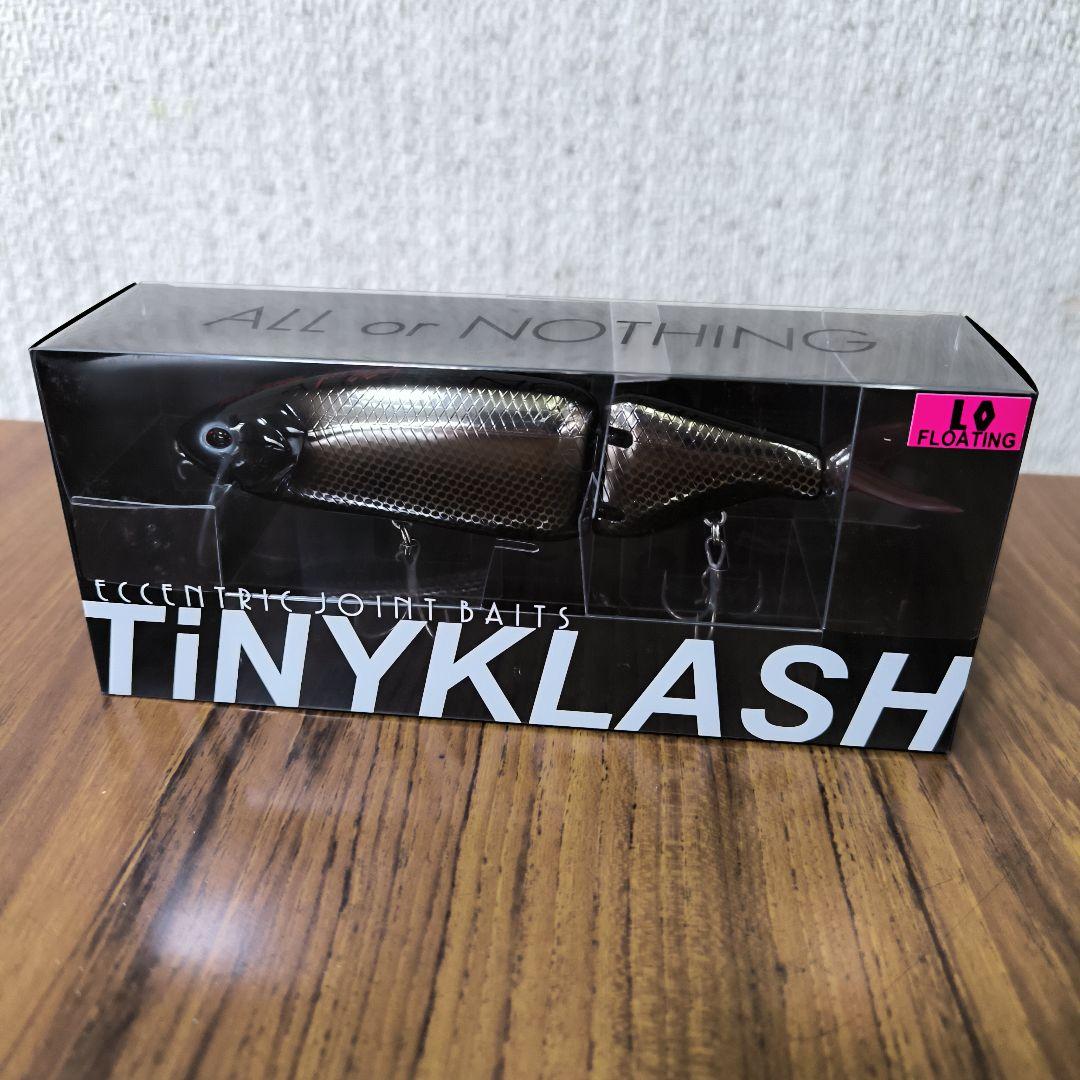 ALL or NOTHING
LO
FLOATING
ECCENTRIC JOINT BAITS
TiNYKLASH